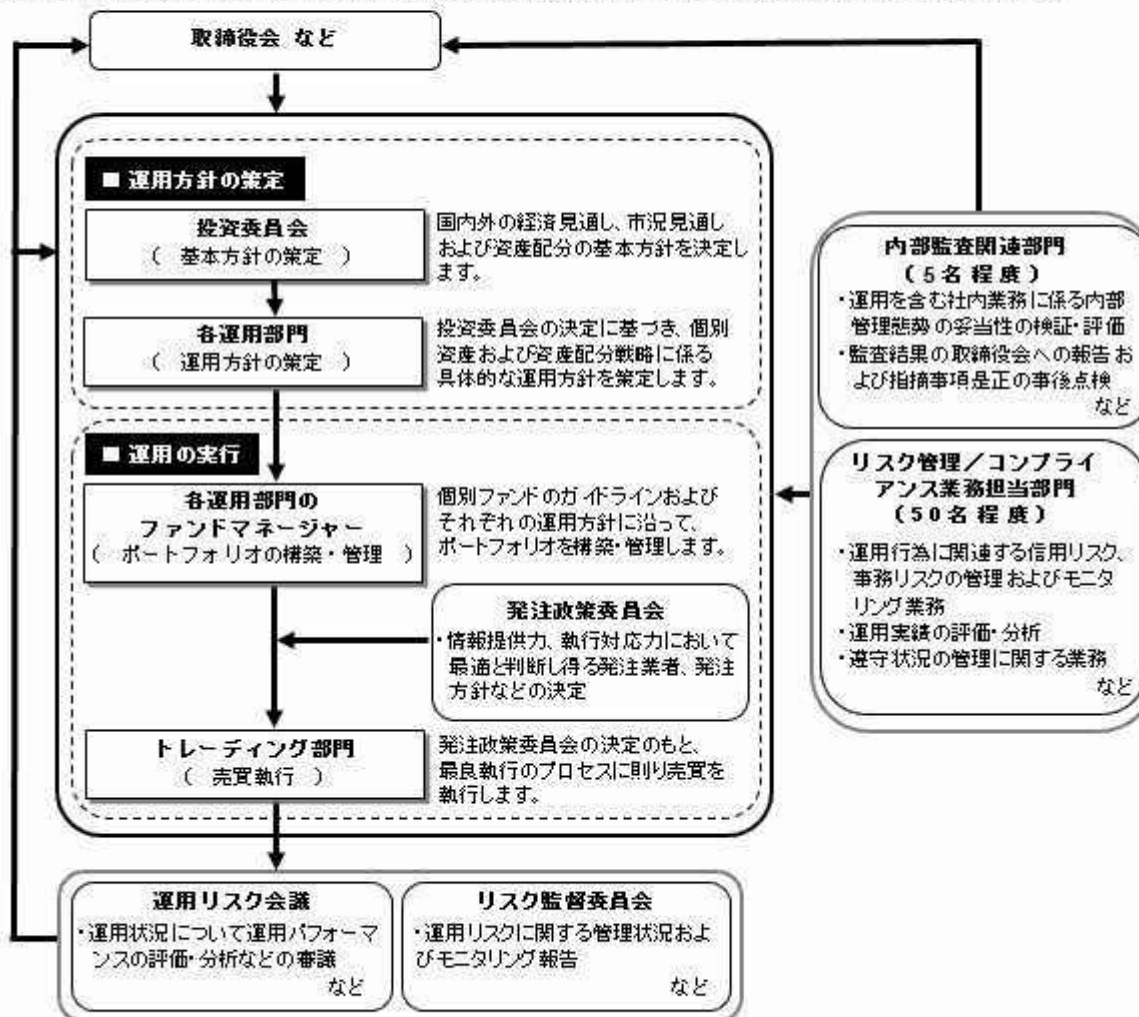 取締役会 など
■ 運用方針の策定
投資委員会
( 基本方針の策定 )
国内外の経済見通し、市況見通し
および資産配分の基本方針を決定し
ます。
各運用部門
( 運用方針の策定 )
投資委員会の決定に基づき、個別
資産および資産配分戦略に係る
具体的な運用方針を策定します。
■ 運用の実行
各運用部門の
ファンドマネージャー
( ポートフォリオの構築・管理 )
個別ファンドのガイドラインおよび
それぞれの運用方針に沿って、
ポートフォリオを構築・管理します。
発注政策委員会
・情報提供力、執行対応力において
最適と判断し得る発注業者、発注
方針などの決定
トレーディング部門
( 売買執行 )
発注政策委員会の決定のもと、
最良執行のプロセスに則り売買を
執行します。
内部監査関連部門
(5名程度)
・運用を含む社内業務に係る内部
管理態勢の妥当性の検証・評価
・監査結果の取締役会への報告お
よび指摘事項是正の事後点検
など
リスク管理/コンプライ
アンス業務担当部門
(50名程度)
・運用行為に関連する信用リスク、
事務リスクの管理およびモニタ
リング業務
・運用実績の評価・分析
・遵守状況の管理に関する業務
など
運用リスク会議
・運用状況について運用パフォーマ
ンスの評価・分析などの審議
など
リスク監督委員会
・運用リスクに関する管理状況およ
びモニタリング報告
など